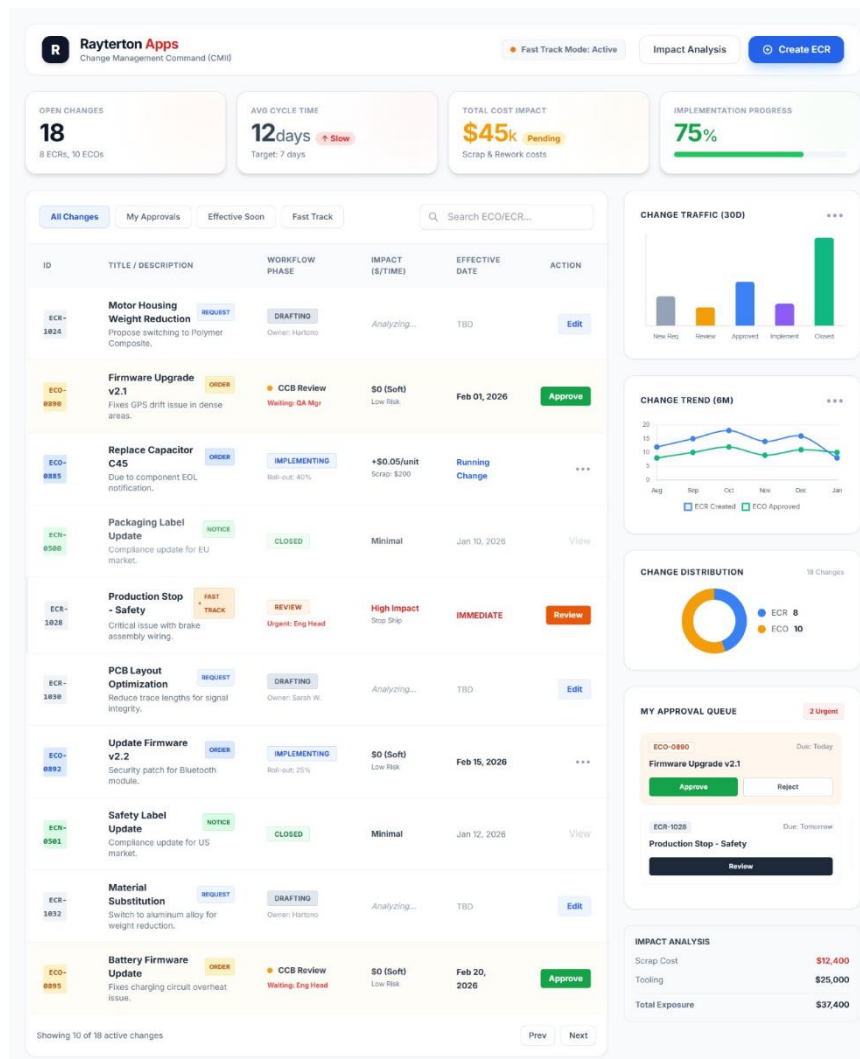 R
Rayterton Apps
Change Management Command (CMII)
Fast Track Mode: Active
Impact Analysis
Create ECR
OPEN CHANGES
18
8 ECRs, 10 ECOs
AVG CYCLE TIME
12days ↑ Slow
Target: 7 days
TOTAL COST IMPACT
$45k Pending
Scrap & Rework costs
IMPLEMENTATION PROGRESS
75%
All Changes
My Approvals
Effective Soon
Fast Track
Search ECO/ECR...
ID
TITLE / DESCRIPTION
WORKFLOW
PHASE
IMPACT
($/TIME)
EFFECTIVE
DATE
ACTION
ECR-
1024
Motor Housing
Weight Reduction
REQUEST
Propose switching to Polymer
Composite.
DRAFTING
Owner: Hartono
Analyzing...
TBD
Edit
ECO-
0890
Firmware Upgrade
v2.1
ORDER
Fixes GPS drift issue in dense
areas.
CCB Review
Waiting: QA Mgr
$0 (Soft)
Low Risk
Feb 01, 2026
Approve
ECO-
0885
Replace Capacitor
C45
ORDER
Due to component EOL
notification.
IMPLEMENTING
Roll-out: 40%
+$0.05/unit
Scrap: $200
Running
Change
ECN-
0500
Packaging Label
Update
NOTICE
Compliance update for EU
market.
CLOSED
Minimal
Jan 10, 2026
View
ECR-
1028
Production Stop
- Safety
FAST
TRACK
Critical issue with brake
assembly wiring.
REVIEW
Urgent: Eng Head
High Impact
Stop Ship
IMMEDIATE
Review
ECR-
1030
PCB Layout
Optimization
REQUEST
Reduce trace lengths for signal
integrity.
DRAFTING
Owner: Sarah W.
Analyzing...
TBD
Edit
ECO-
0892
Update Firmware
v2.2
ORDER
Security patch for Bluetooth
module.
IMPLEMENTING
Roll-out: 25%
$0 (Soft)
Low Risk
Feb 15, 2026
ECN-
0501
Safety Label
Update
NOTICE
Compliance update for US
market.
CLOSED
Minimal
Jan 12, 2026
View
ECR-
1032
Material
Substitution
REQUEST
Switch to aluminum alloy for
weight reduction.
DRAFTING
Owner: Hartono
Analyzing...
TBD
Edit
ECO-
0895
Battery Firmware
Update
ORDER
Fixes charging circuit overheat
issue.
CCB Review
Waiting: Eng Head
$0 (Soft)
Low Risk
Feb 20,
2026
Approve
Showing 10 of 18 active changes
Prev
Next
CHANGE TRAFFIC (30D)
New Req
Review
Approved
Implement
Closed
CHANGE TREND (6M)
20
15
10
5
0
Aug
Sep
Oct
Nov
Dec
Jan
ECR Created
ECO Approved
CHANGE DISTRIBUTION
18 Changes
ECR 8
ECO 10
MY APPROVAL QUEUE
2 Urgent
ECO-0890
Due: Today
Firmware Upgrade v2.1
Approve
Reject
ECR-1028
Due: Tomorrow
Production Stop - Safety
Review
IMPACT ANALYSIS
Scrap Cost $12,400
Tooling $25,000
Total Exposure $37,400